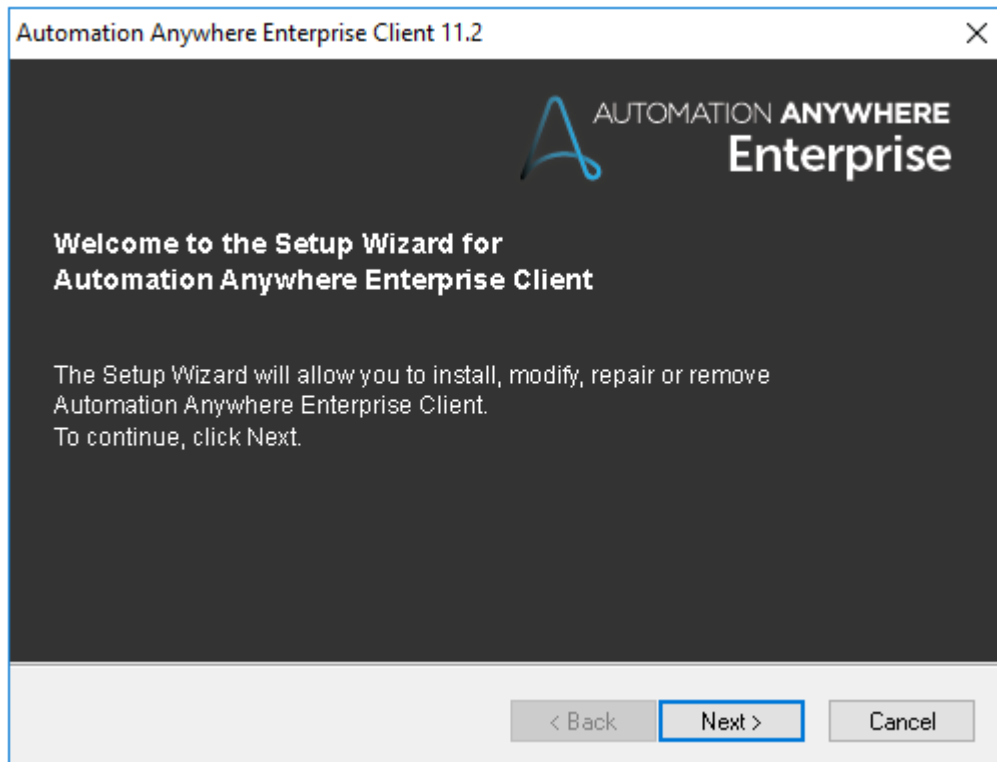 Automation Anywhere Enterprise Client 11.2
AUTOMATION ANYWHERE
Enterprise
Welcome to the Setup Wizard for
Automation Anywhere Enterprise Client
The Setup Wizard will allow you to install, modify, repair or remove
Automation Anywhere Enterprise Client.
To continue, click Next.
< Back Next > Cancel